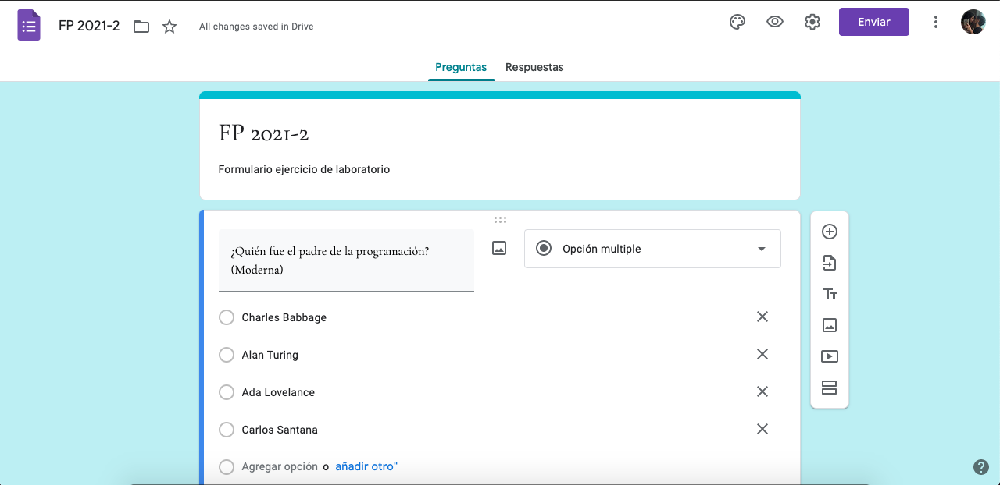 FP 2021-2
All changes saved in Drive
Enviar
Preguntas
Respuestas
FP 2021-2
Formulario ejercicio de laboratorio
¿Quién fue el padre de la programación?
(Moderna)
Opción multiple
Charles Babbage
Alan Turing
Ada Lovelance
Carlos Santana
Agregar opción o añadir otro"